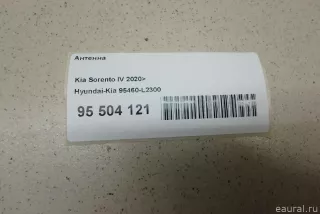 Антенна
Kia Sorento IV 2020>
Hyundai-Kia 95460-L2300
95 504 121
eaural.ru